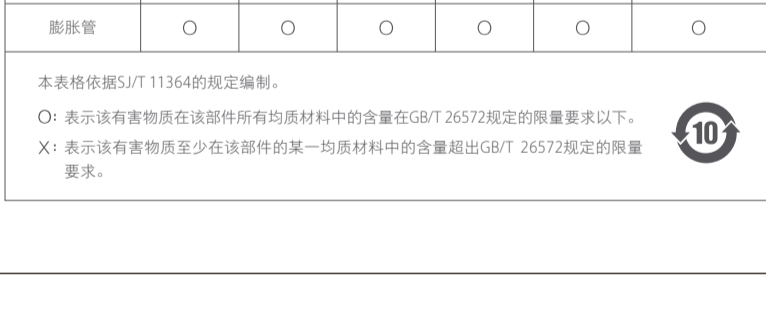 膨胀管 O O O O O O
本表格依据SJ/T 11364的规定编制。
O：表示该有害物质在该部件所有均质材料中的含量在GB/T 26572规定的限量要求以下。
X：表示该有害物质至少在该部件的某一均质材料中的含量超出GB/T 26572规定的限量
要求。
10